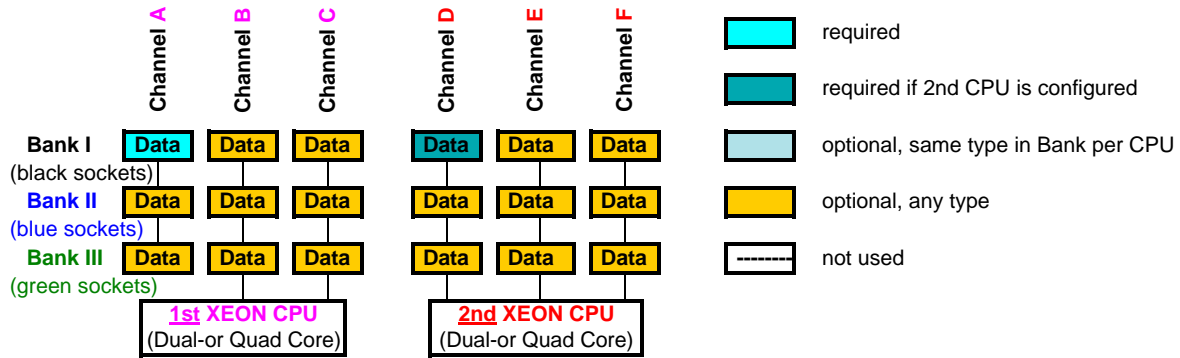 Channel A
Channel B
Channel C
Channel D
Channel E
Channel F
required
required if 2nd CPU is configured
optional, same type in Bank per CPU
optional, any type
-------- not used
Bank I Data Data Data Data Data Data
(black sockets)
Bank II Data Data Data Data Data Data
(blue sockets)
Bank III Data Data Data Data Data Data
(green sockets)
1st XEON CPU
(Dual-or Quad Core)
2nd XEON CPU
(Dual-or Quad Core)